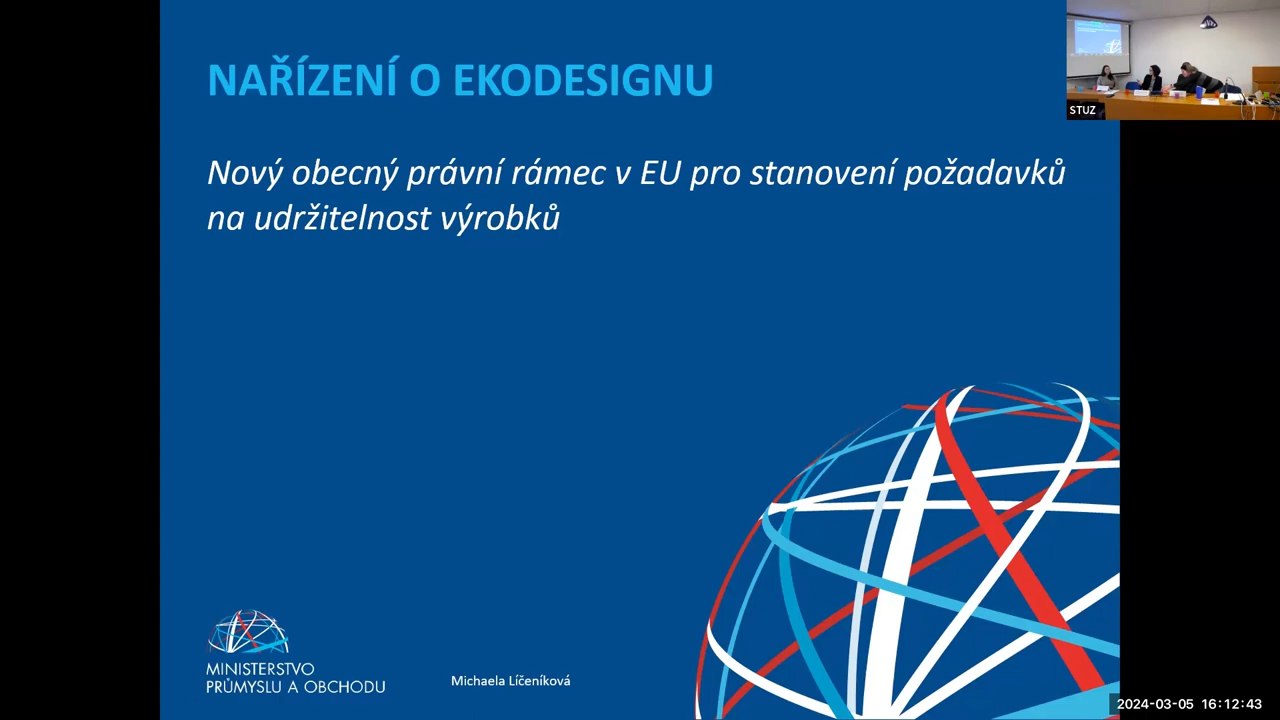 NAŘÍZENÍ O EKODESIGNU
STUZ
Nový obecný právní rámec v EU pro stanovení požadavků
na udržitelnost výrobků
MINISTERSTVO
PRŮMYSLU A OBCHODU
Michaela Líčeníková
2024-03-05 16:12:43